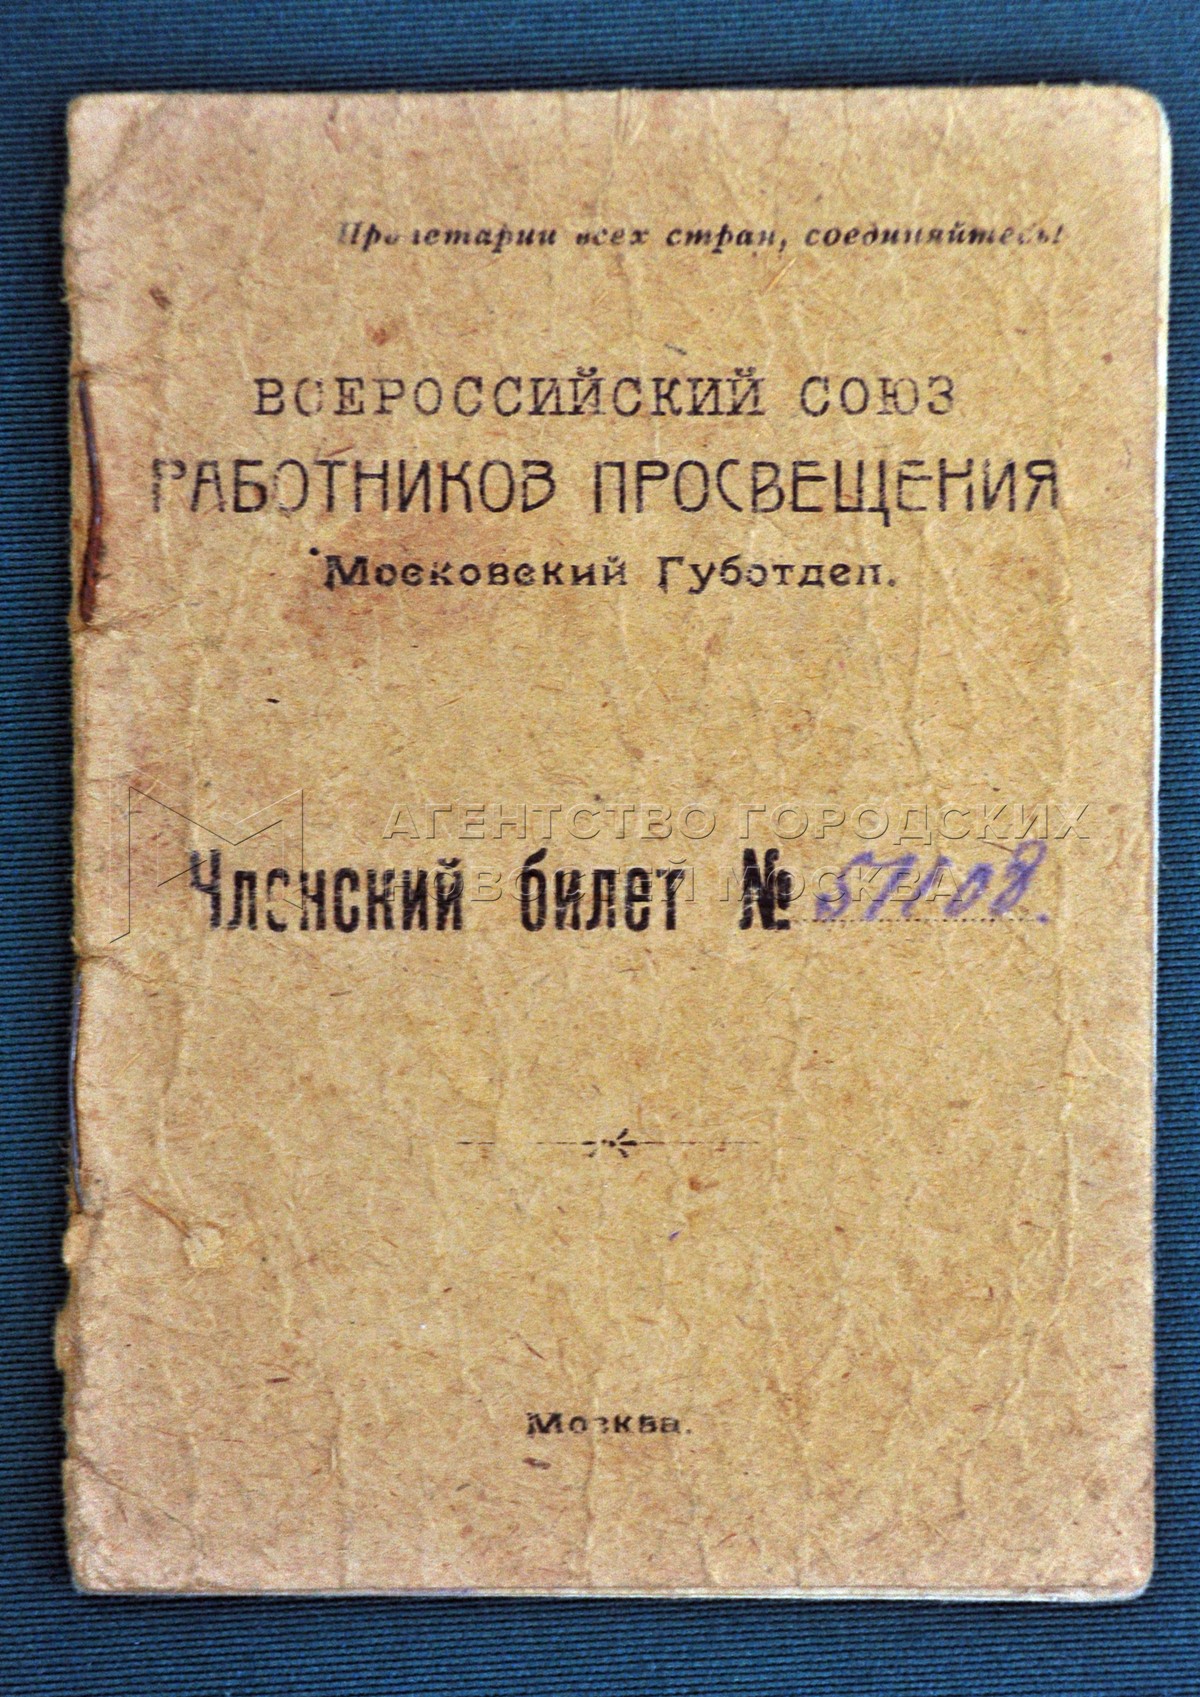 Пролетарии всех стран, соединяйтесь!
ВСЕРОССИЙСКИЙ СОЮЗ
РАБОТНИКОВ ПРОСВЕЩЕНИЯ
Московский Губотдел.
АГЕНТСТВО ГОРОДСКИХ
НОВОСТЕЙ МОСКВА
Членский билет №
Москва.